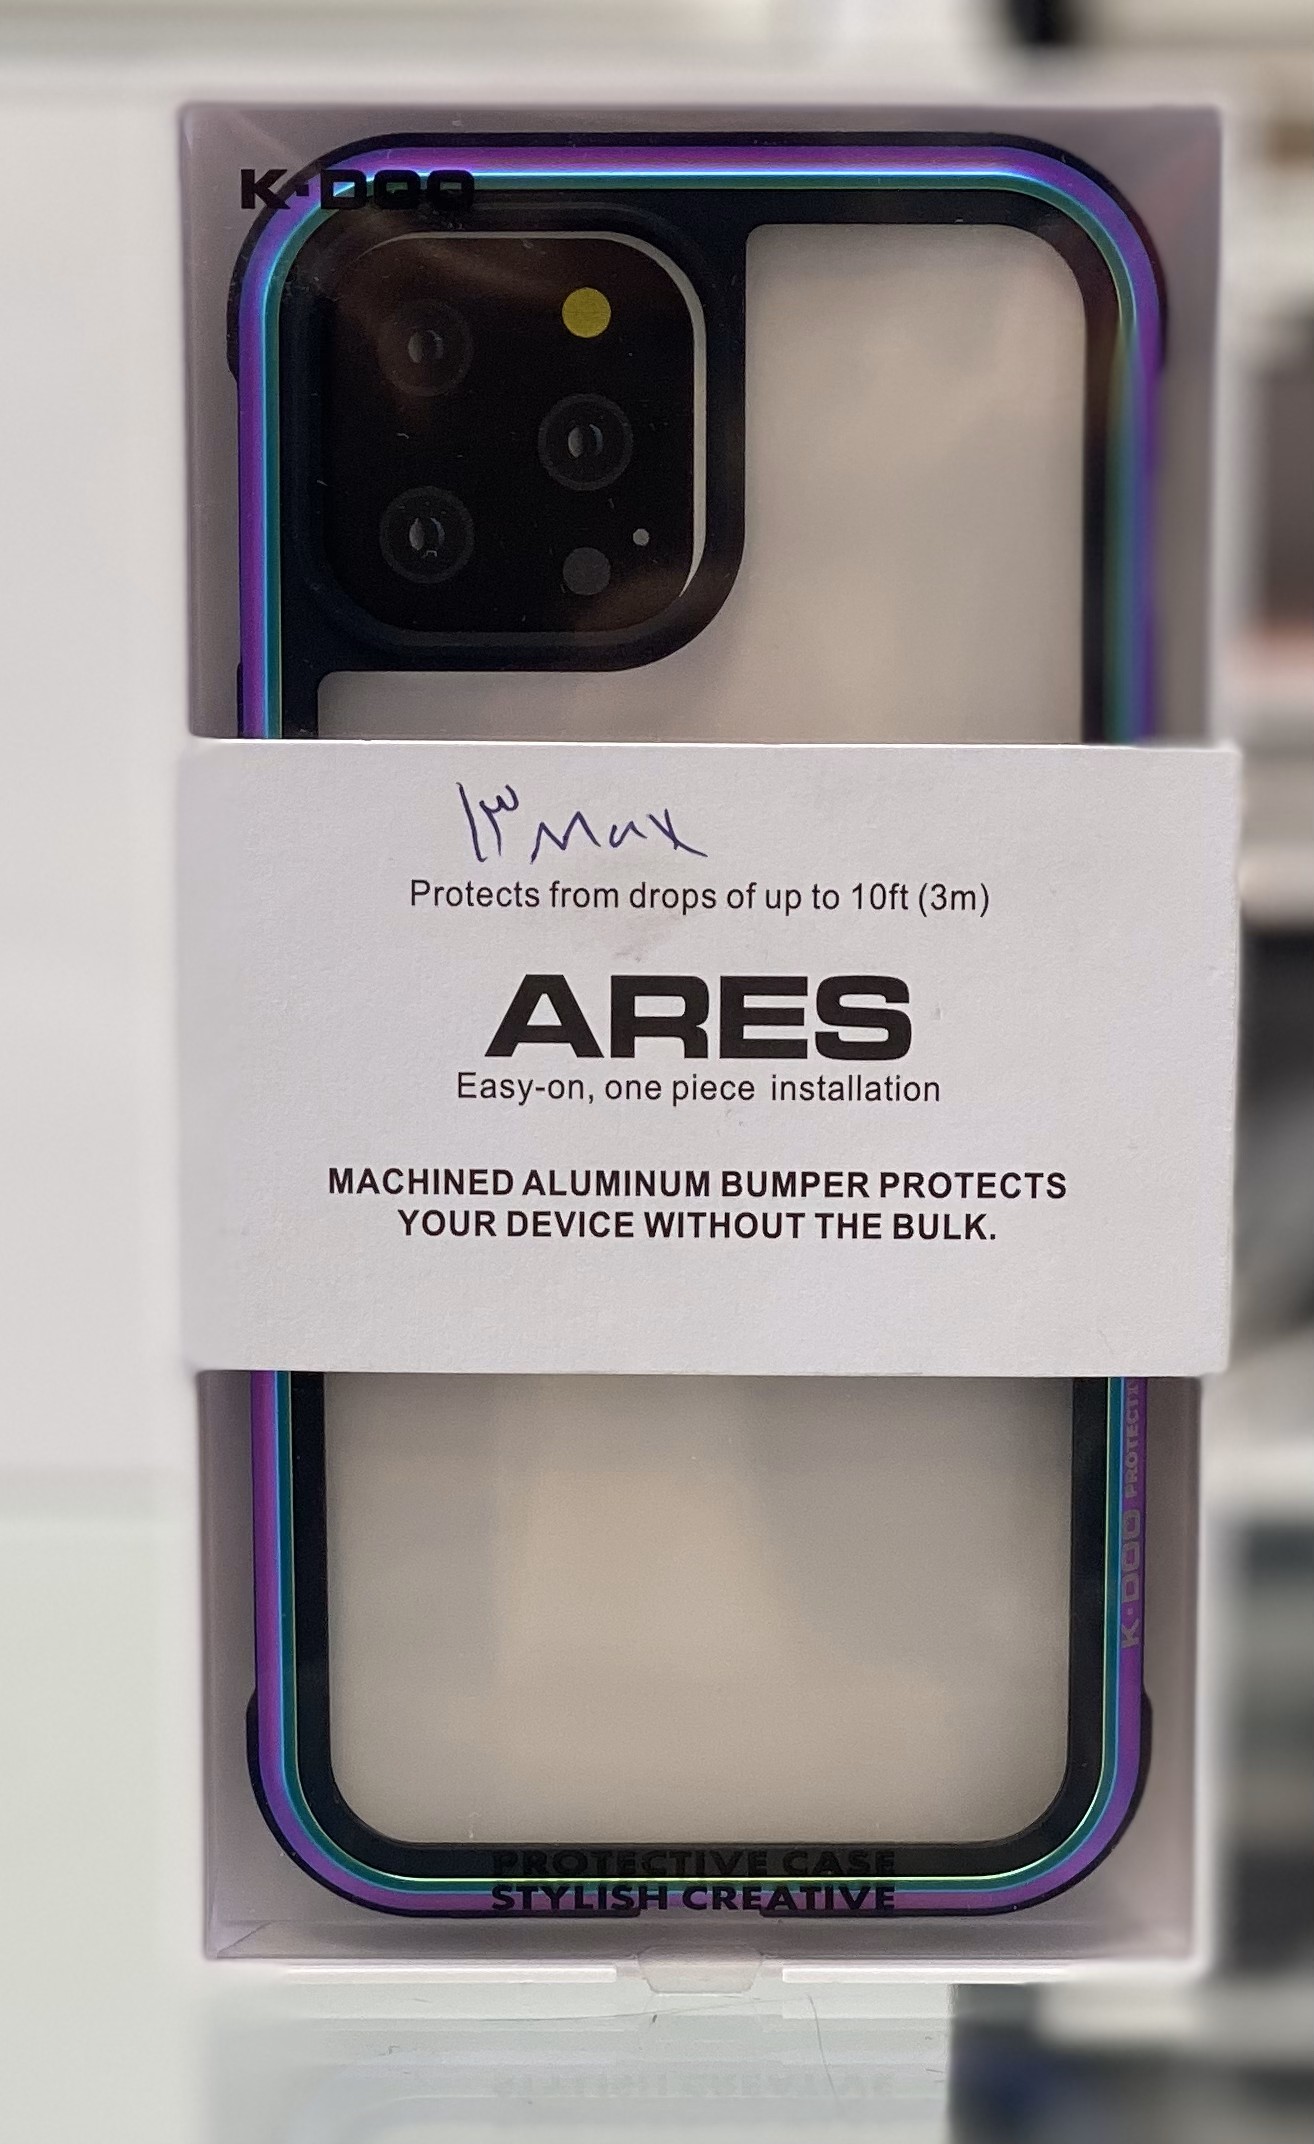 K·DOO
۱۳ Max
Protects from drops of up to 10ft (3m)
ARES
Easy-on, one piece installation
MACHINED ALUMINUM BUMPER PROTECTS
YOUR DEVICE WITHOUT THE BULK.
K·DOO
PROTECTIVE CASE
STYLISH CREATIVE